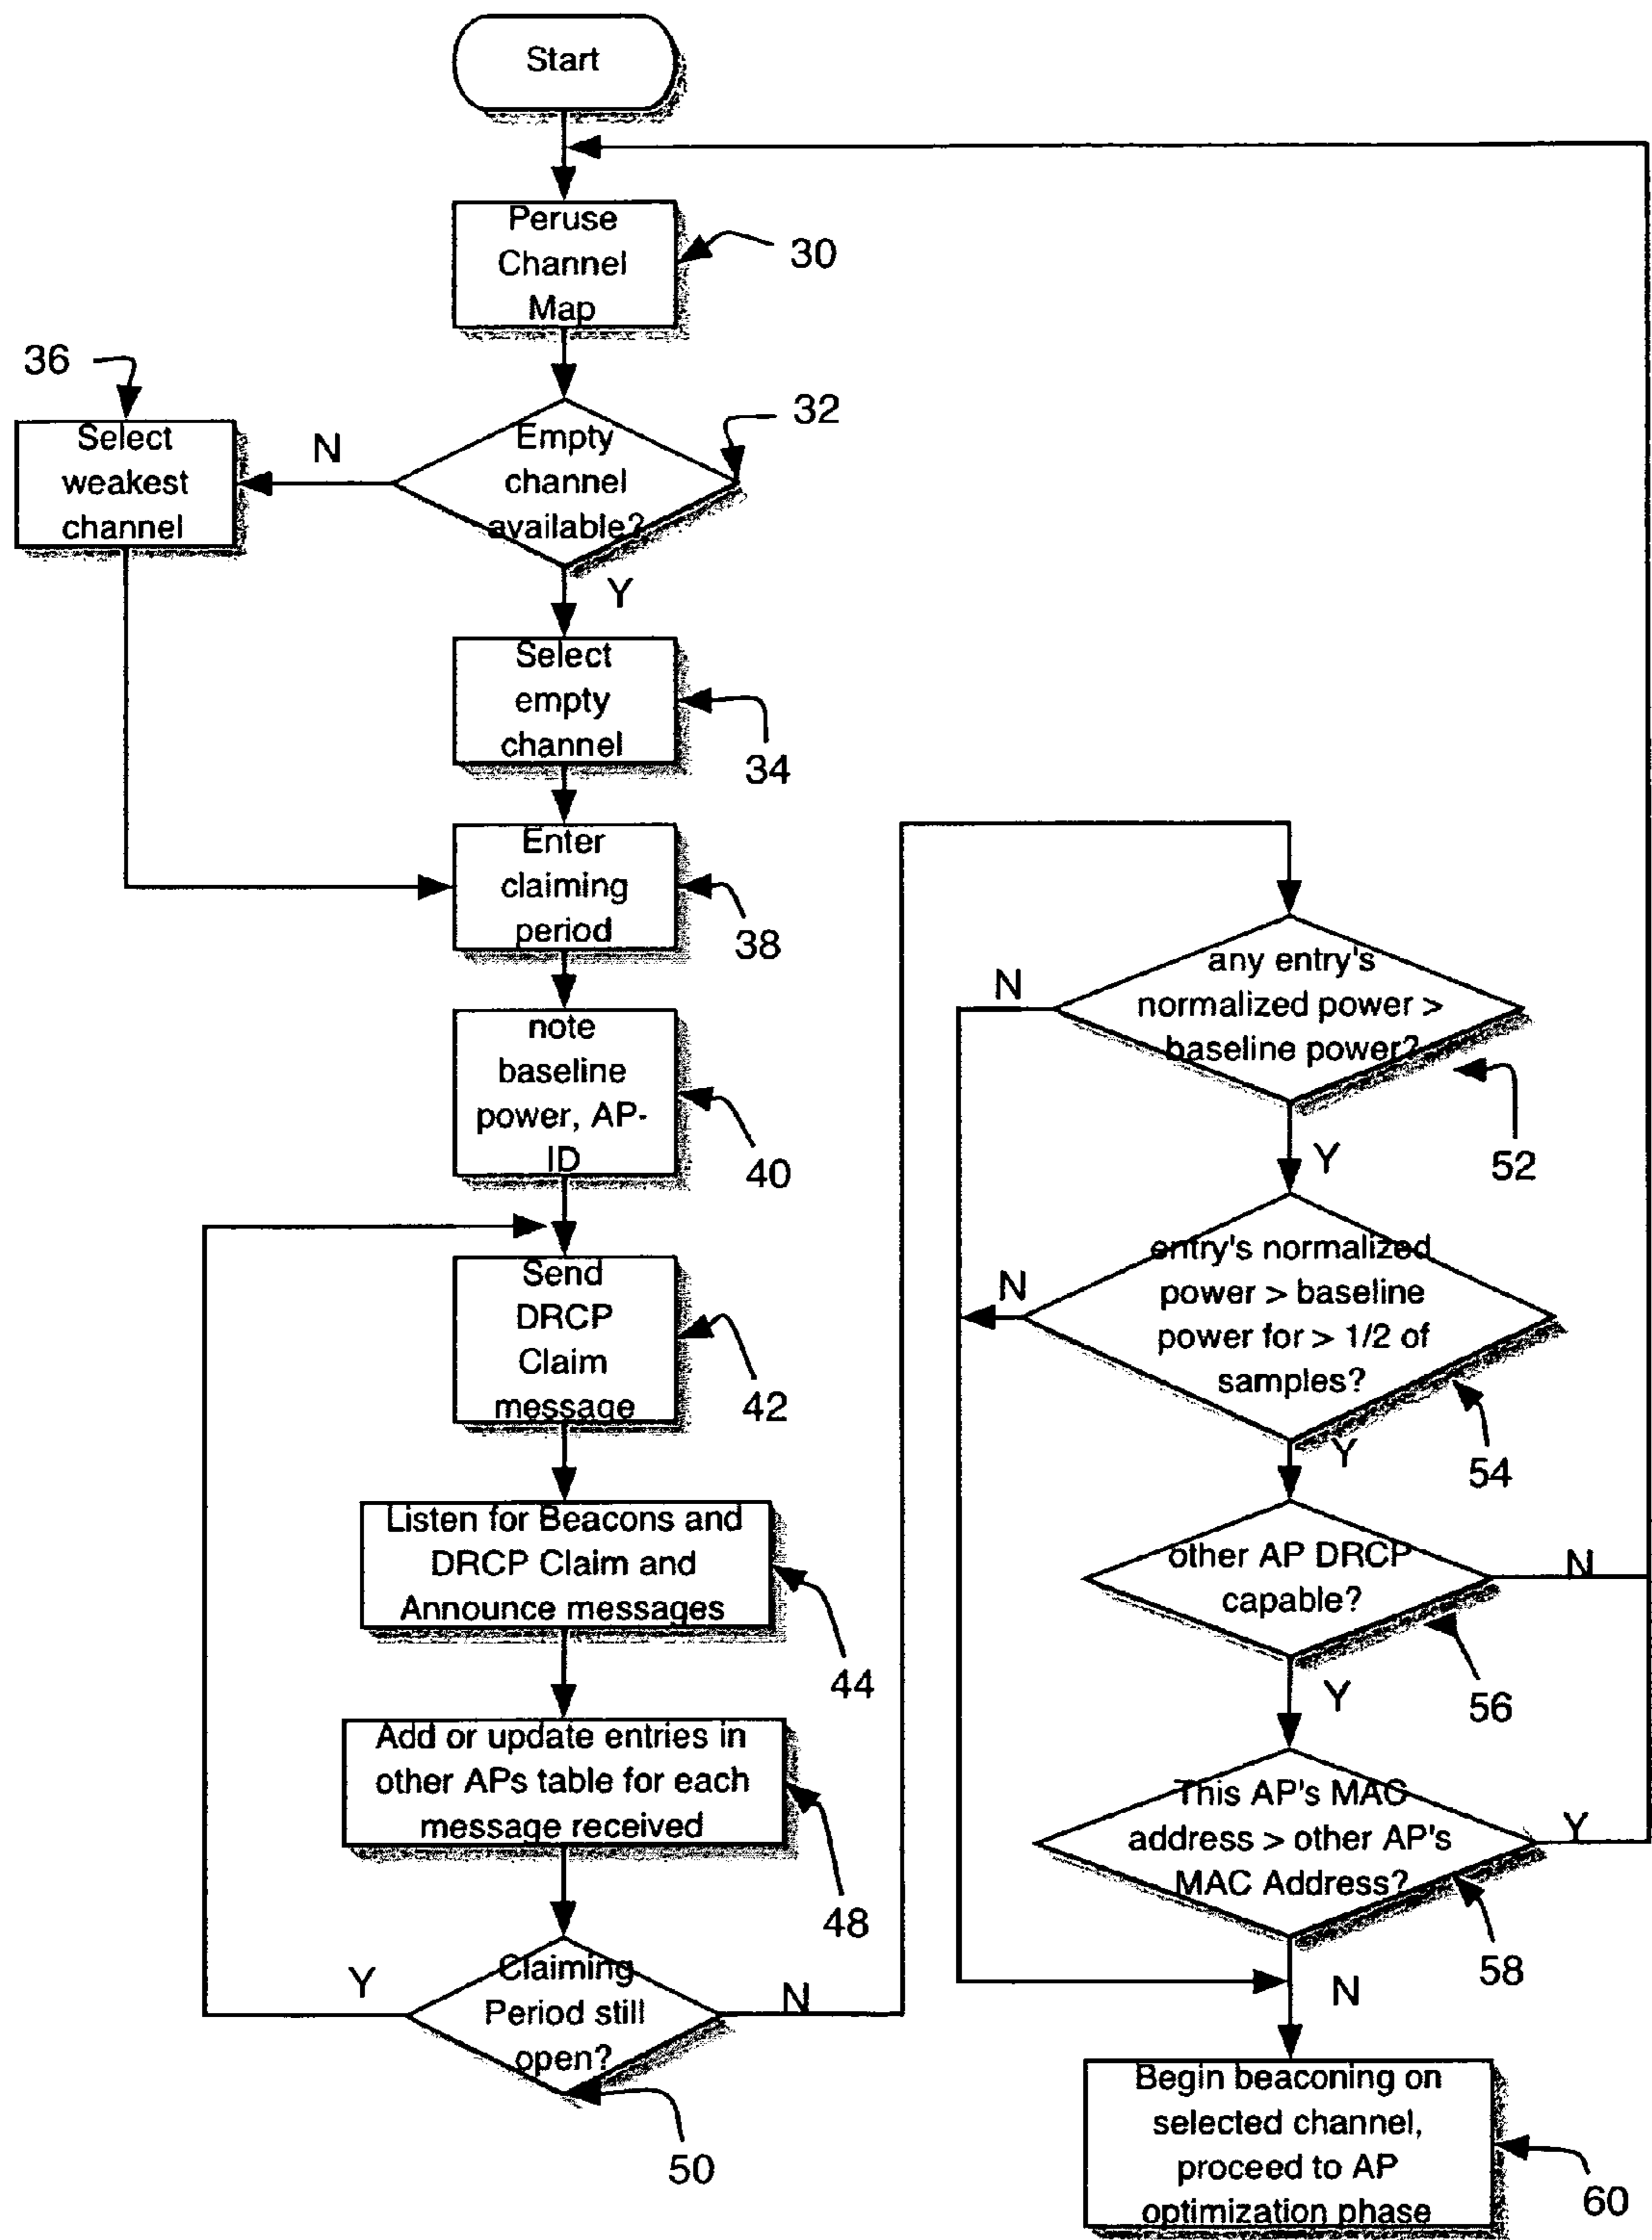 Start
Peruse
Channel
Map
30
36
32
Select
weakest
channel
N
Empty
channel
available?
Y
Select
empty
channel
34
Enter
claiming
period
38
note
baseline
power, AP-
ID
40
Send
DRCP
Claim
message
42
Listen for Beacons and
DRCP Claim and
Announce messages
44
Add or update entries in
other APs table for each
message received
48
Y
Claiming
Period still
open?
N
50
N
any entry's
normalized power >
baseline power?
52
Y
N
entry's normalized
power > baseline
power for > 1/2 of
samples?
54
Y
other AP DRCP
capable?
N
56
Y
This AP's MAC
address > other AP's
MAC Address?
Y
58
N
Begin beaconing on
selected channel,
proceed to AP
optimization phase
60